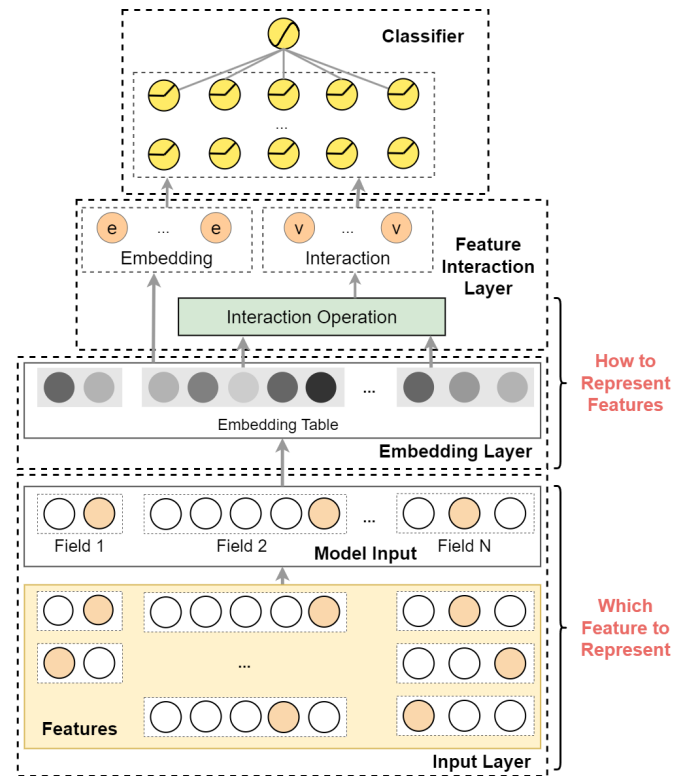 Classifier
...
e ... e
v ... v
Embedding
Interaction
Feature
Interaction
Layer
Interaction Operation
How to
Represent
Features
...
Embedding Table
Embedding Layer
...
Field 1
Field 2
Field N
Model Input
Which
Feature to
Represent
...
Features
Input Layer